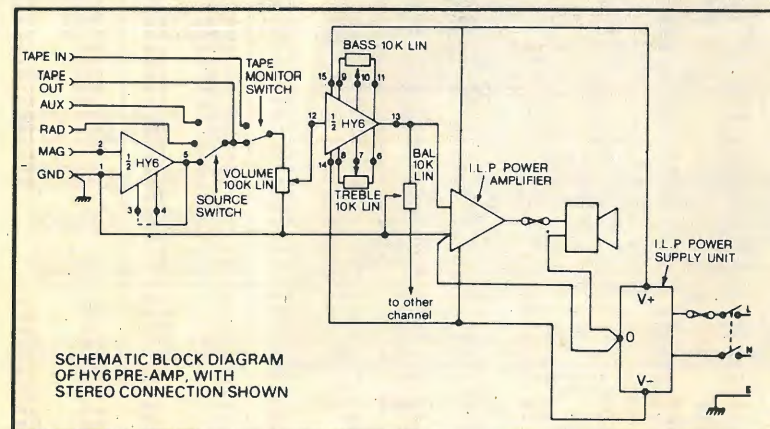 TAPE IN
TAPE
OUT
AUX
RAD
MAG
GND
TAPE
MONITOR
SWITCH
2
1
½
HY6
5
3
4
SOURCE
SWITCH
VOLUME
100K LIN
BASS 10K LIN
15
9
10
11
12
½
HY6
13
14
8
7
6
TREBLE
10K LIN
BAL
10K
LIN
to other
channel
I.L.P POWER
AMPLIFIER
I.L.P POWER
SUPPLY UNIT
V+
O
V-
L
N
E
SCHEMATIC BLOCK DIAGRAM
OF HY6 PRE-AMP, WITH
STEREO CONNECTION SHOWN